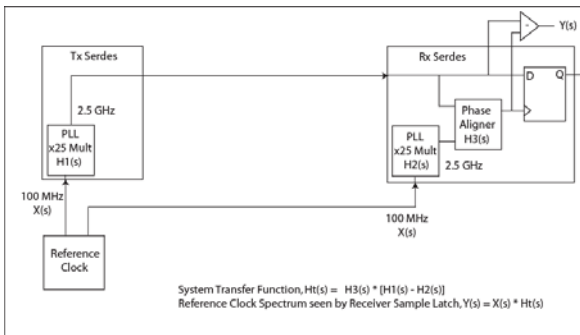 Tx Serdes
2.5 GHz
PLL
x25 Mult
H1(s)
100 MHz
X(s)
Reference
Clock
Rx Serdes
-
Y(s)
D
Q
Phase
Aligner
H3(s)
PLL
x25 Mult
H2(s)
2.5 GHz
100 MHz
X(s)
System Transfer Function, Ht(s) = H3(s) * [H1(s) - H2(s)]
Reference Clock Spectrum seen by Receiver Sample Latch, Y(s) = X(s) * Ht(s)